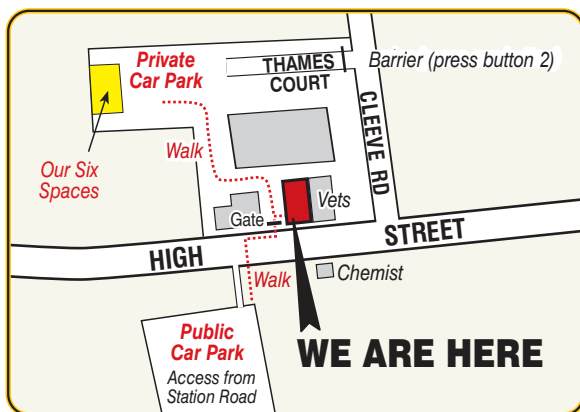 Private
Car Park
THAMES
COURT
Barrier (press button 2)
CLEEVE RD
Our Six
Spaces
Walk
Vets
Gate
HIGH
STREET
Walk
Chemist
Public
Car Park
Access from
Station Road
WE ARE HERE